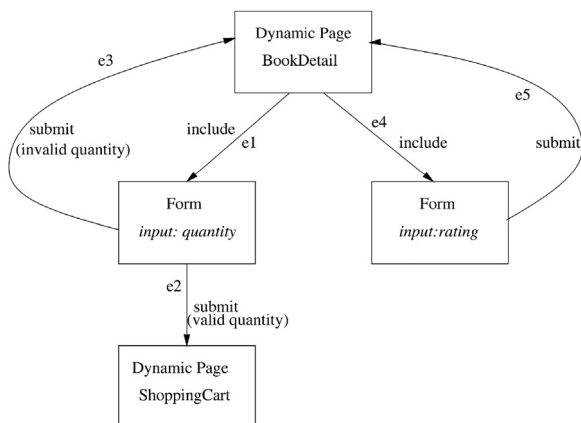 Dynamic Page
BookDetail
e3
e5
submit
(invalid quantity)
include
e1
e4
include
submit
Form
input: quantity
Form
input:rating
e2
submit
(valid quantity)
Dynamic Page
ShoppingCart